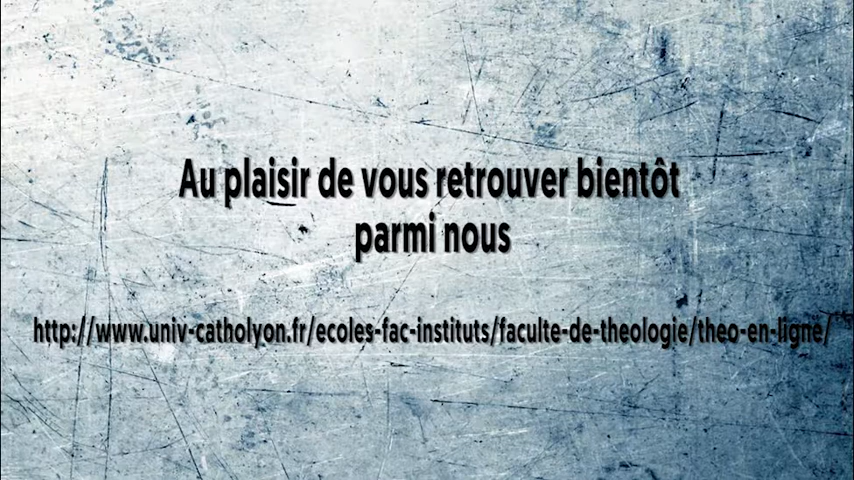 Au plaisir de vous retrouver bientôt
parmi nous
http://www.univ-catholyon.fr/ecoles-fac-instituts/faculte-de-theologie/theo-en-ligne/